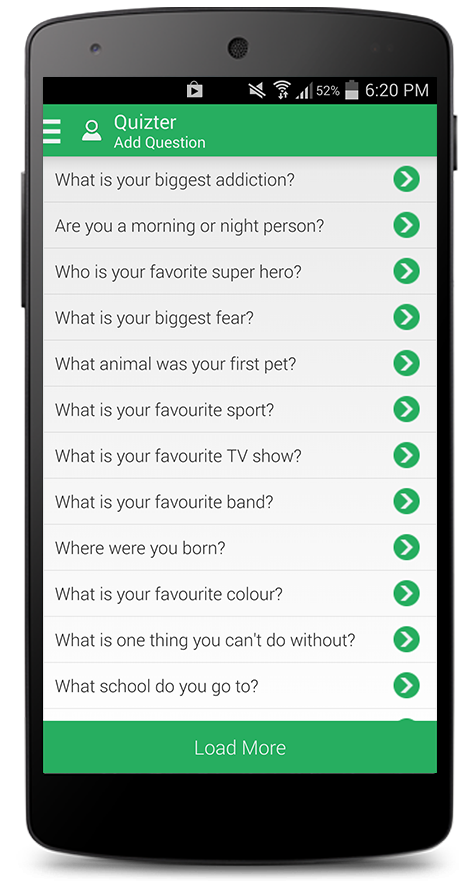 52% 6:20 PM
Quizter
Add Question
What is your biggest addiction?
Are you a morning or night person?
Who is your favorite super hero?
What is your biggest fear?
What animal was your first pet?
What is your favourite sport?
What is your favourite TV show?
What is your favourite band?
Where were you born?
What is your favourite colour?
What is one thing you can't do without?
What school do you go to?
Load More